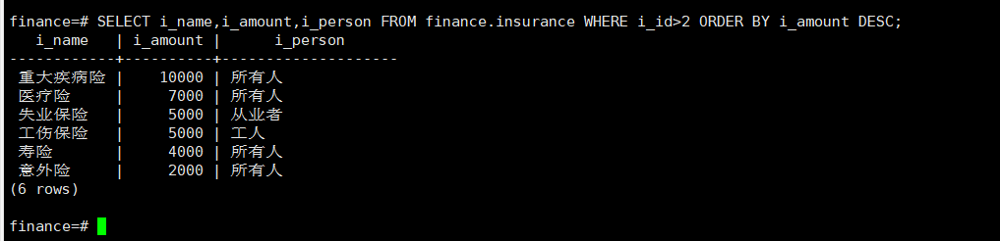 finance=# SELECT i_name,i_amount,i_person FROM finance.insurance WHERE i_id>2 ORDER BY i_amount DESC;
   i_name   | i_amount |      i_person
------------+----------+--------------------
 重大疾病险 |    10000 | 所有人
 医疗险     |     7000 | 所有人
 失业保险   |     5000 | 从业者
 工伤保险   |     5000 | 工人
 寿险       |     4000 | 所有人
 意外险     |     2000 | 所有人
(6 rows)
finance=#